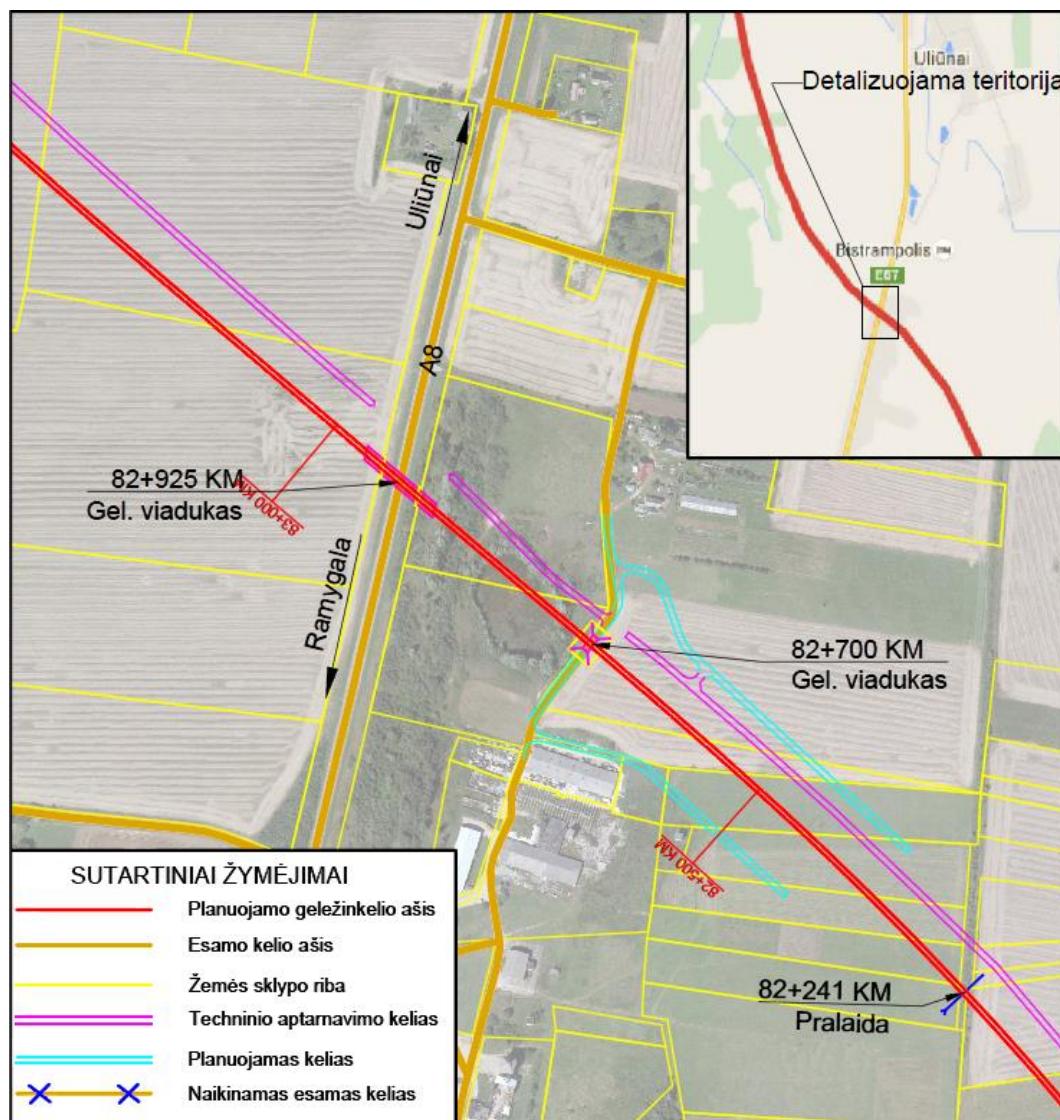 Uliūnai
Detalizuojama teritorija
Bistrampolis
E67
Uliūnai
A8
82+925 KM
Gel. viadukas
83+000 KM
Ramygala
82+700 KM
Gel. viadukas
82+500 KM
82+241 KM
Pralaida
SUTARTINIAI ŽYMĖJIMAI
Planuojamo geležinkelio ašis
Esamo kelio ašis
Žemės sklypo riba
Techninio aptarnavimo kelias
Planuojamas kelias
Naikinamas esamas kelias